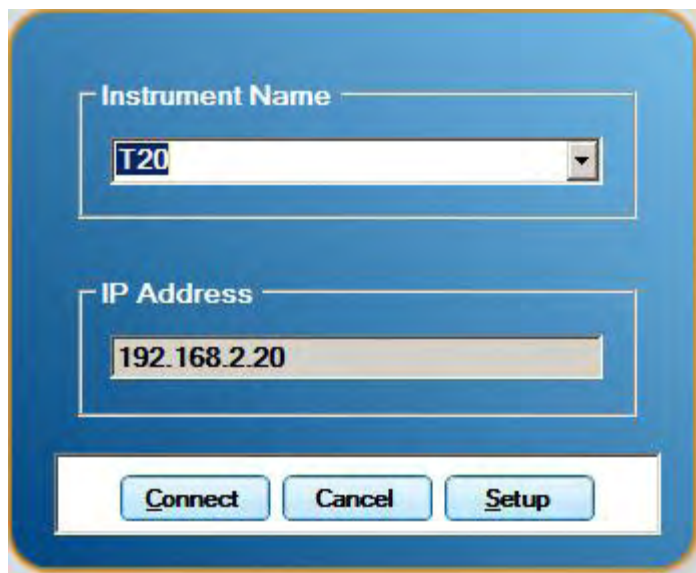 Instrument Name
T20
IP Address
192.168.2.20
Connect Cancel Setup